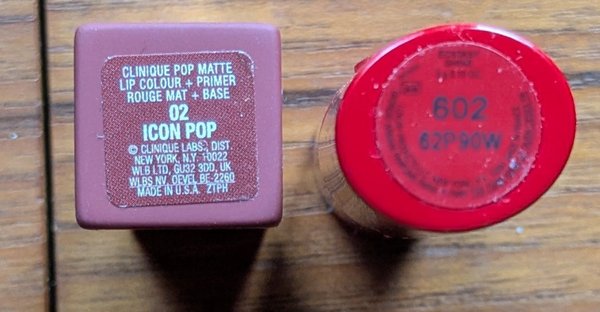 CLINIQUE POP MATTE
LIP COLOUR + PRIMER
ROUGE MAT + BASE
02
ICON POP
© CLINIQUE LABS., DIST.
NEW YORK, N.Y. 10022
WLB LTD, GU32 3DD, UK
WLBS NV, OEVEL BE-2260
MADE IN U.S.A. ZTPH
602
62P90W